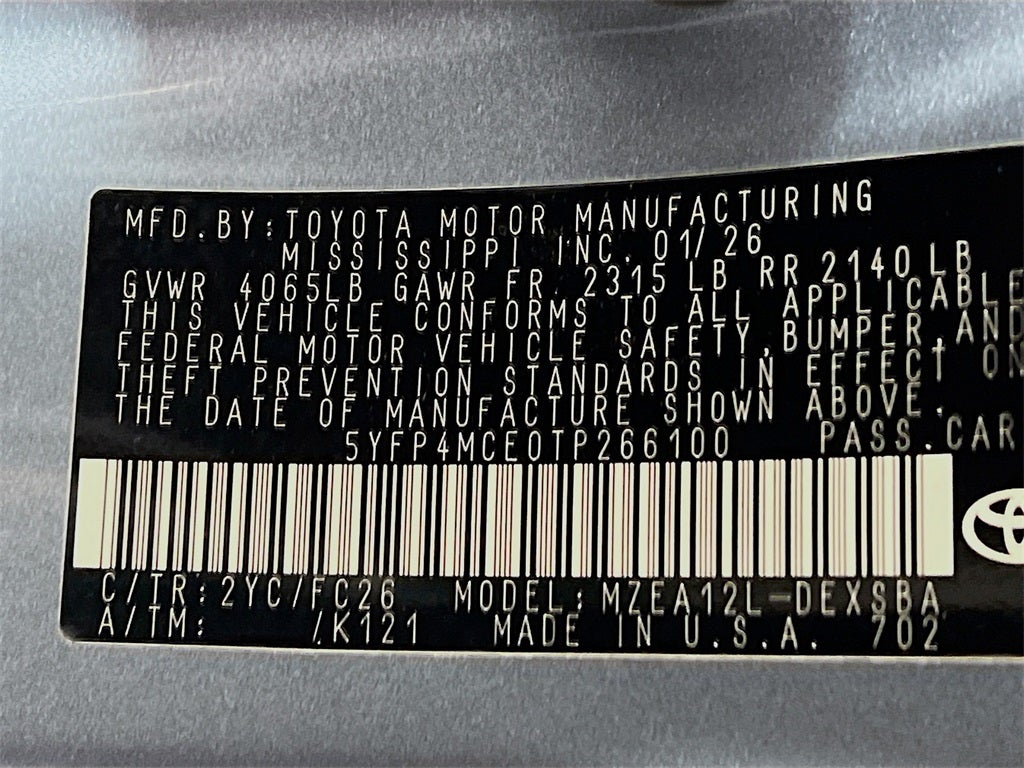 MFD.BY:TOYOTA MOTOR MANUFACTURING
MISSISSIPPI INC. 01/26
GVWR 4065LB GAWR FR 2315 LB RR 2140 LB
THIS VEHICLE CONFORMS TO ALL APPLICABLE
FEDERAL MOTOR VEHICLE SAFETY,BUMPER,AND
THEFT PREVENTION STANDARDS IN EFFECT ON
THE DATE OF MANUFACTURE SHOWN ABOVE.
5YFP4MCE0TP266100 PASS.CAR
C/TR:2YC/FC26 MODEL:MZEA12L-DEXSBA
A/TM: /K121 MADE IN U.S.A. 702